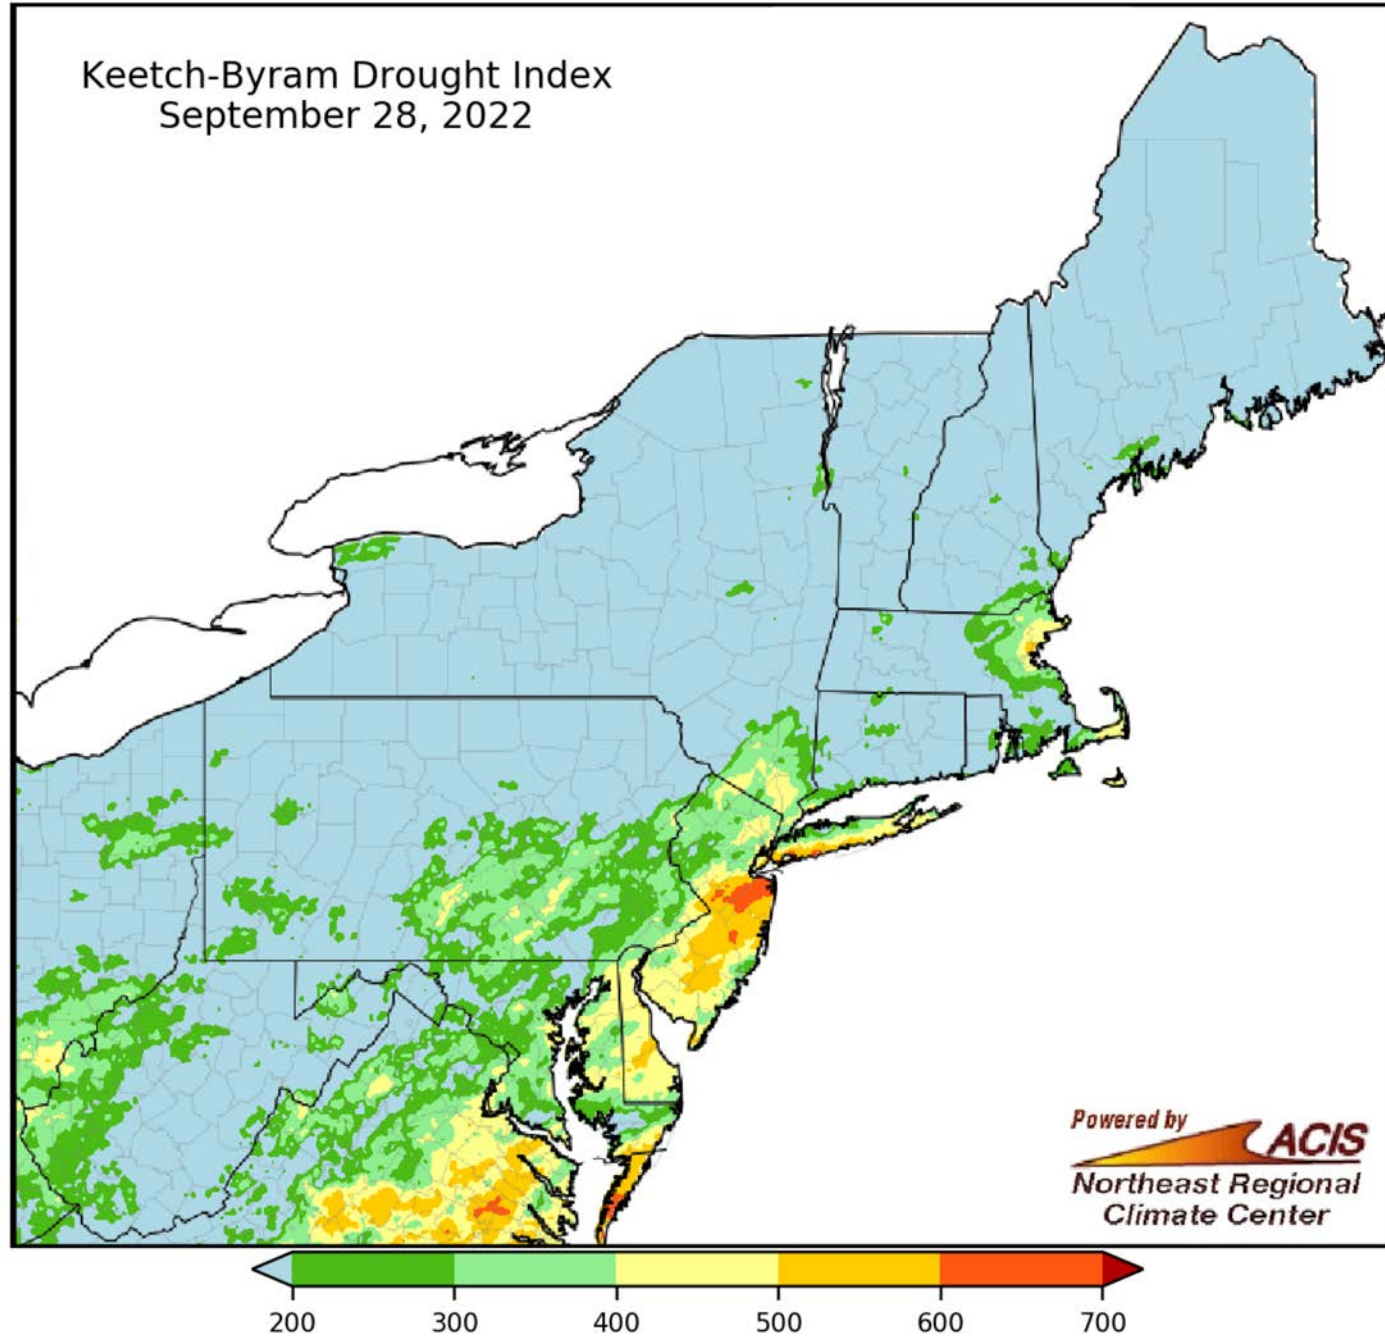 Keetch-Byram Drought Index
September 28, 2022
Powered by
ACIS
Northeast Regional
Climate Center
200 300 400 500 600 700